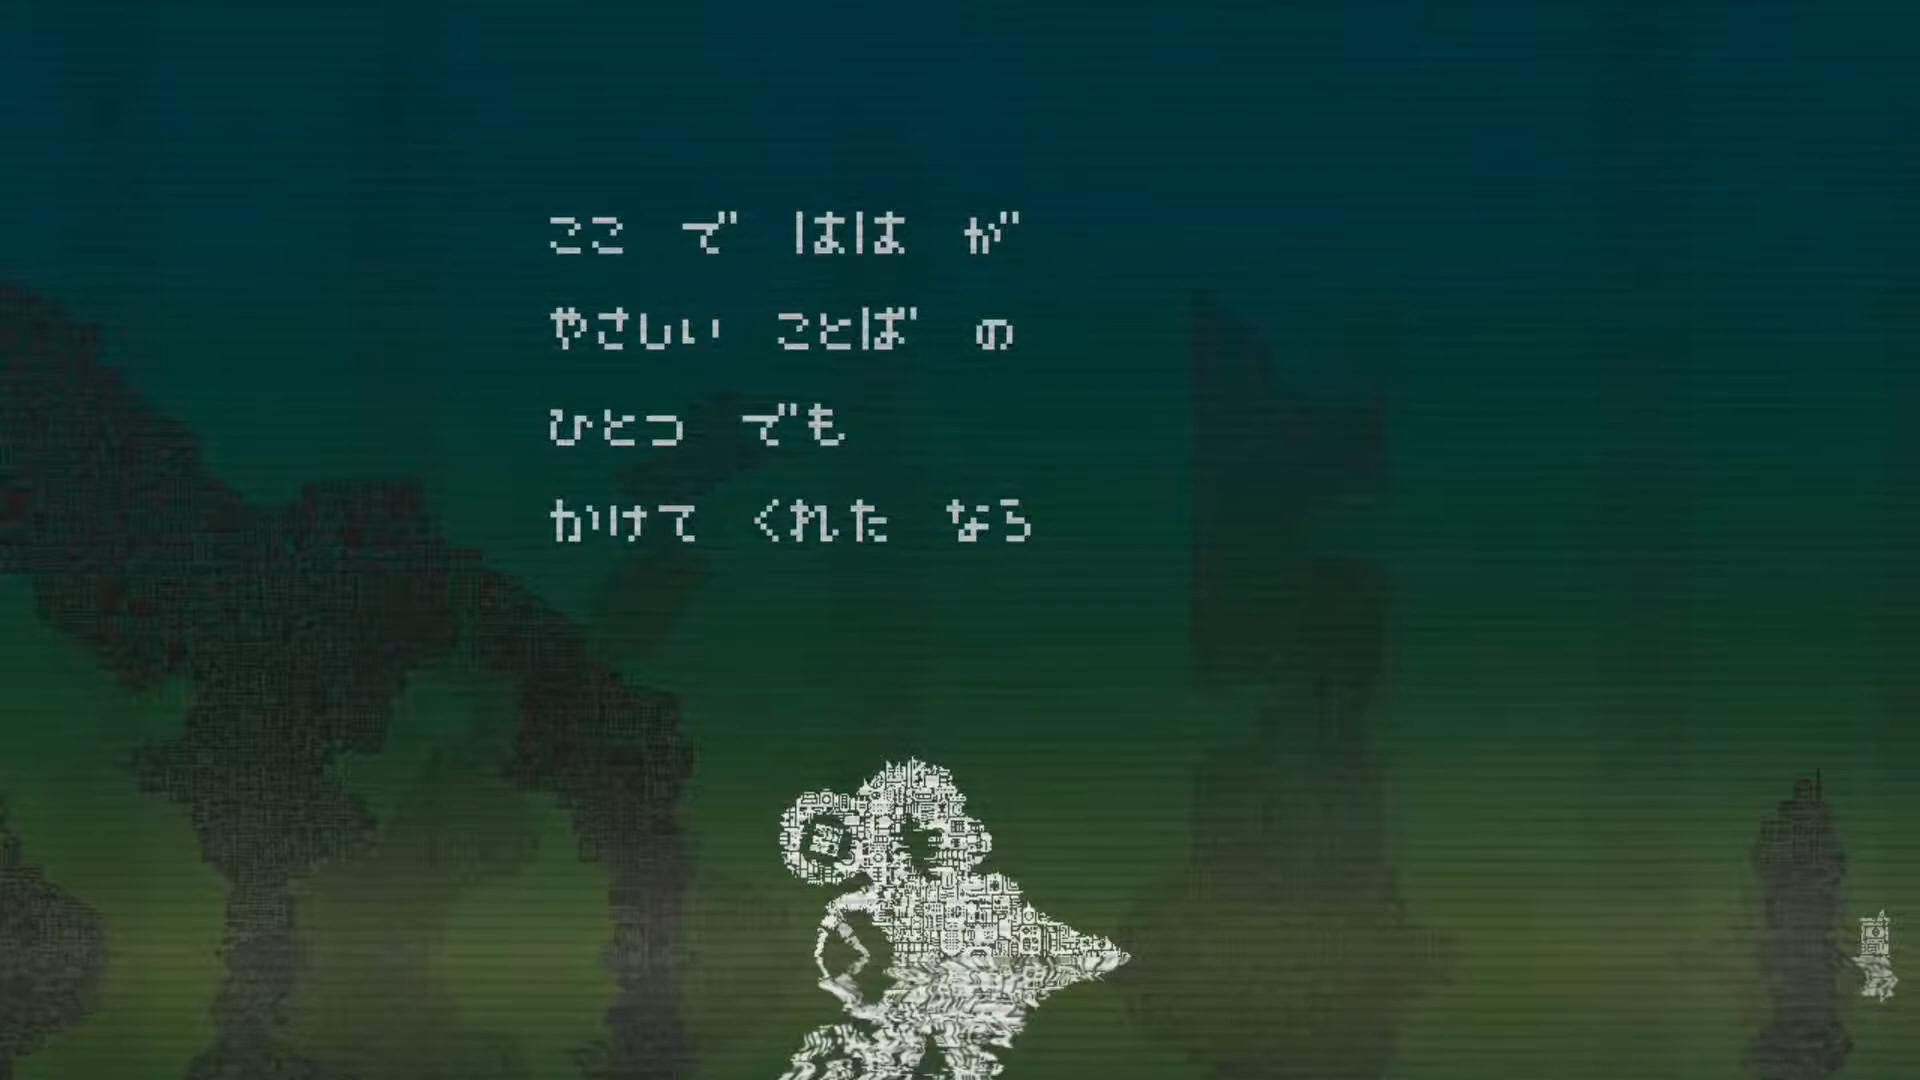 ここ で はは が
やさしい ことば の
ひとつ でも
かけて くれた なら